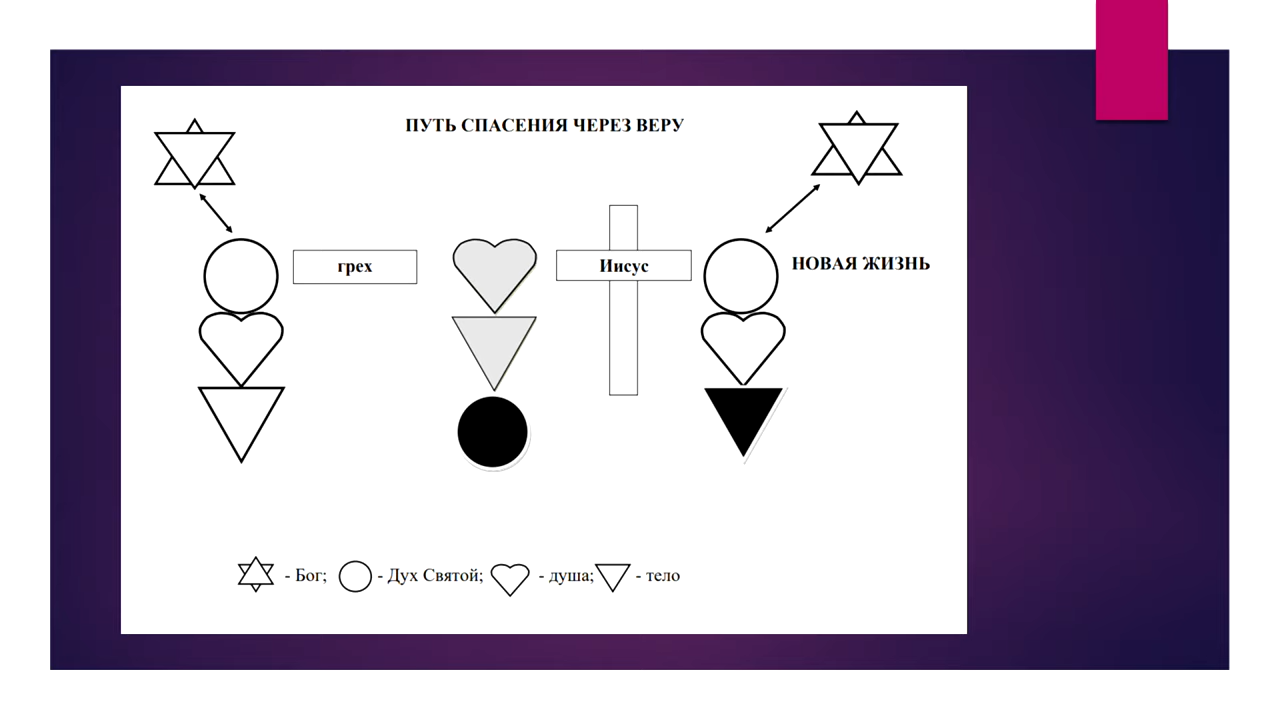 ПУТЬ СПАСЕНИЯ ЧЕРЕЗ ВЕРУ
грех
Иисус
НОВАЯ ЖИЗНЬ
- Бог; - Дух Святой; - душа; - тело